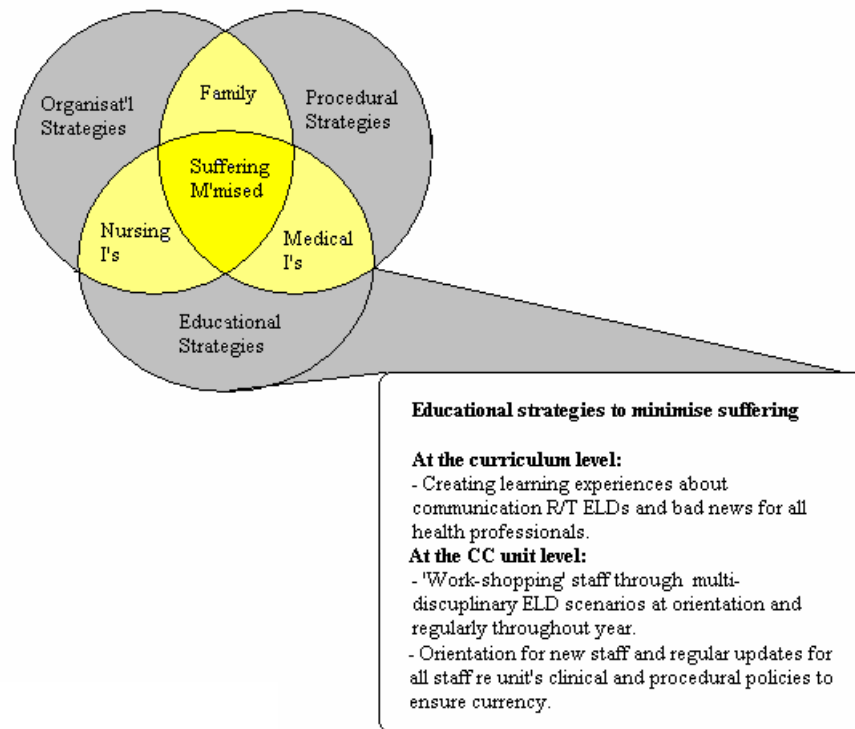 Organisat'l
Strategies
Family
Procedural
Strategies
Suffering
M'mised
Nursing
I's
Medical
I's
Educational
Strategies
Educational strategies to minimise suffering
At the curriculum level:
- Creating learning experiences about
communication R/T ELDs and bad news for all
health professionals.
At the CC unit level:
- 'Work-shopping' staff through multi-
discuplinary ELD scenarios at orientation and
regularly throughout year.
- Orientation for new staff and regular updates for
all staff re unit's clinical and procedural policies to
ensure currency.